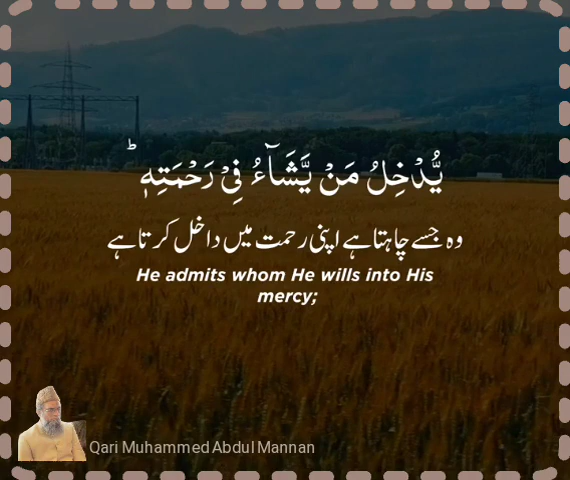 یُّدۡخِلُ مَنۡ یَّشَآءُ فِیۡ رَحۡمَتِہٖ ؕ
وہ جسے چاہتا ہے اپنی رحمت میں داخل کرتا ہے
He admits whom He wills into His
mercy;
Qari Muhammed Abdul Mannan